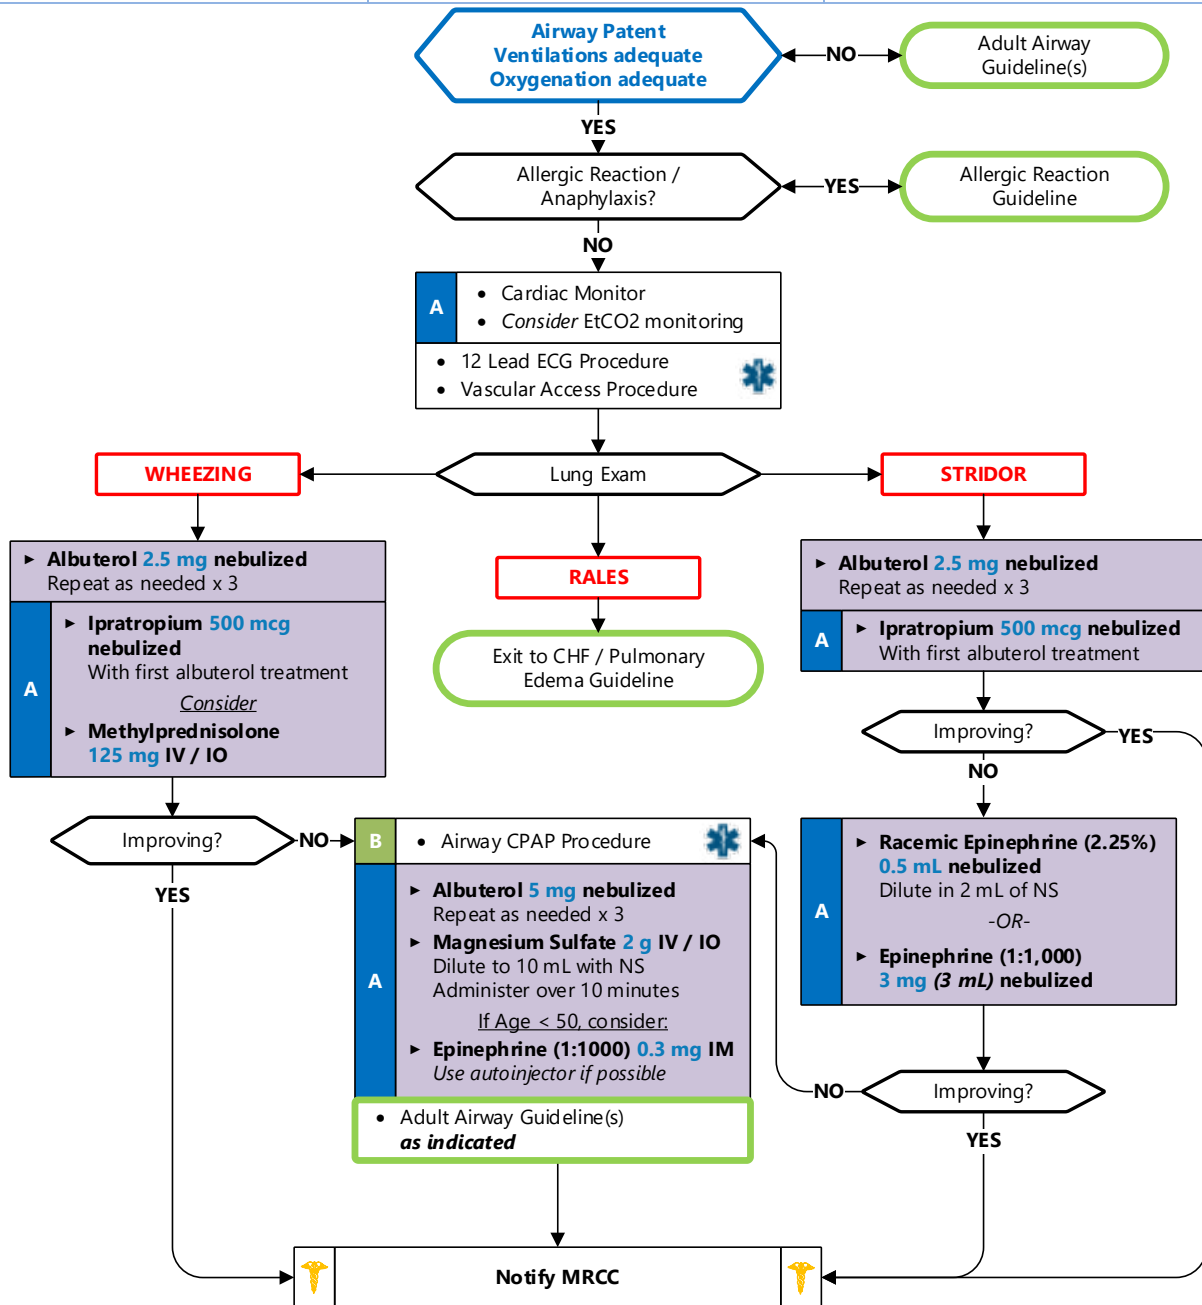 Airway Patent
Ventilations adequate
Oxygenation adequate
NO
Adult Airway
Guideline(s)
YES
Allergic Reaction /
Anaphylaxis?
YES
Allergic Reaction
Guideline
NO
A
• Cardiac Monitor
• Consider EtCO2 monitoring
• 12 Lead ECG Procedure
• Vascular Access Procedure
WHEEZING
Lung Exam
STRIDOR
► Albuterol 2.5 mg nebulized
Repeat as needed x 3
A
► Ipratropium 500 mcg
nebulized
With first albuterol treatment
Consider
► Methylprednisolone
125 mg IV / IO
RALES
Exit to CHF / Pulmonary
Edema Guideline
► Albuterol 2.5 mg nebulized
Repeat as needed x 3
A
► Ipratropium 500 mcg nebulized
With first albuterol treatment
Improving?
YES
NO
Improving?
NO
YES
B
• Airway CPAP Procedure
A
► Albuterol 5 mg nebulized
Repeat as needed x 3
► Magnesium Sulfate 2 g IV / IO
Dilute to 10 mL with NS
Administer over 10 minutes
If Age < 50, consider:
► Epinephrine (1:1000) 0.3 mg IM
Use autoinjector if possible
• Adult Airway Guideline(s)
as indicated
A
► Racemic Epinephrine (2.25%)
0.5 mL nebulized
Dilute in 2 mL of NS
-OR-
► Epinephrine (1:1,000)
3 mg (3 mL) nebulized
NO
Improving?
YES
Notify MRCC